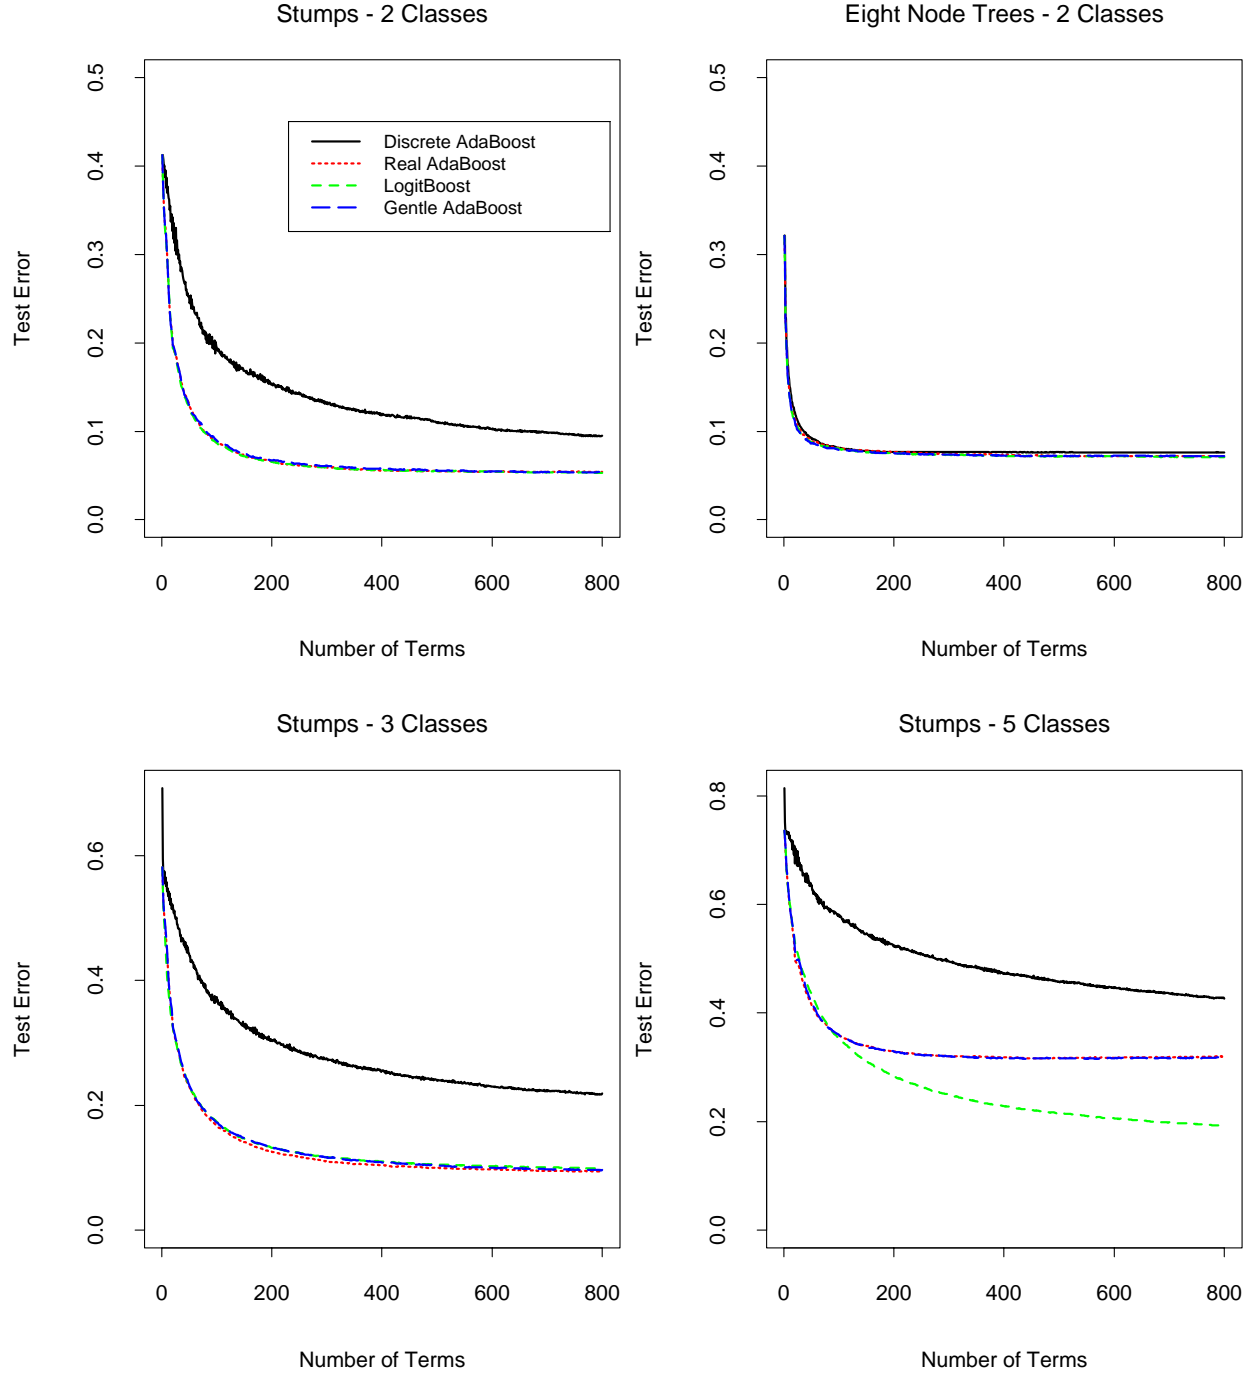 Stumps - 2 Classes
Test Error
0.0 0.1 0.2 0.3 0.4 0.5
Discrete AdaBoost
Real AdaBoost
LogitBoost
Gentle AdaBoost
0 200 400 600 800
Number of Terms
Eight Node Trees - 2 Classes
Test Error
0.0 0.1 0.2 0.3 0.4 0.5
0 200 400 600 800
Number of Terms
Stumps - 3 Classes
Test Error
0.0 0.2 0.4 0.6
0 200 400 600 800
Number of Terms
Stumps - 5 Classes
Test Error
0.0 0.2 0.4 0.6 0.8
0 200 400 600 800
Number of Terms